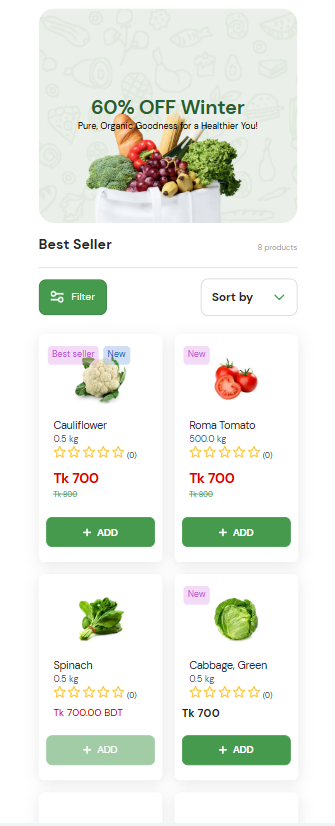 60% OFF Winter
Pure, Organic Goodness for a Healthier You!
Best Seller
8 products
Filter
Sort by
Best seller New
Cauliflower
0.5 kg
(0)
Tk 700
Tk 800
+ ADD
New
Roma Tomato
500.0 kg
(0)
Tk 700
Tk 800
+ ADD
Spinach
0.5 kg
(0)
Tk 700.00 BDT
+ ADD
New
Cabbage, Green
0.5 kg
(0)
Tk 700
+ ADD